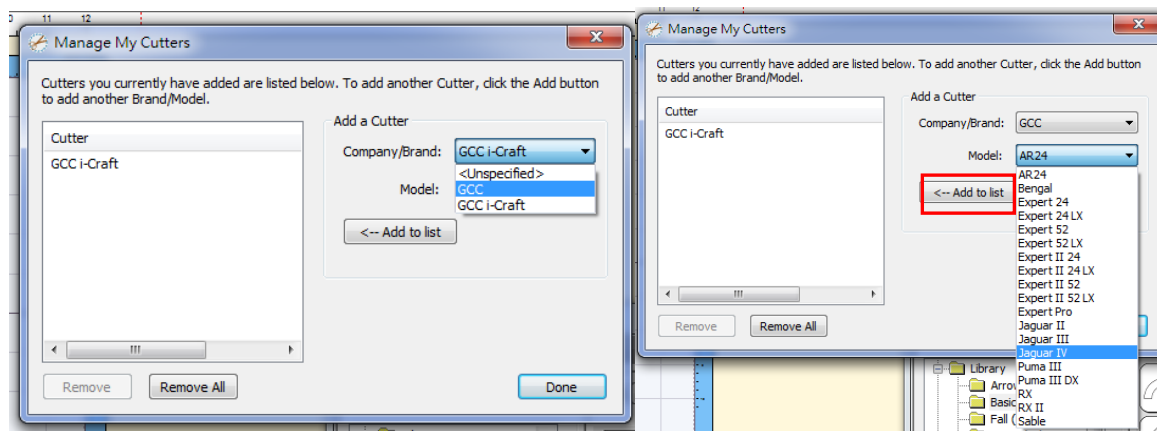 11 12
Manage My Cutters
Cutters you currently have added are listed below. To add another Cutter, click the Add button
to add another Brand/Model.
Cutter
GCC i-Craft
Add a Cutter
Company/Brand: GCC i-Craft
<Unspecified>
GCC
GCC i-Craft
Model:
<-- Add to list
Remove
Remove All
Done
11 12
Manage My Cutters
Cutters you currently have added are listed below. To add another Cutter, click the Add button
to add another Brand/Model.
Cutter
GCC i-Craft
Add a Cutter
Company/Brand: GCC
Model: AR24
AR24
Bengal
Expert 24
Expert 24 LX
Expert 52
Expert 52 LX
Expert II 24
Expert II 24 LX
Expert II 52
Expert II 52 LX
Expert Pro
Jaguar II
Jaguar III
Jaguar IV
Puma III
Puma III DX
RX
RX II
Sable
<-- Add to list
Remove
Remove All
Library
Arrov
Basic
Fall (